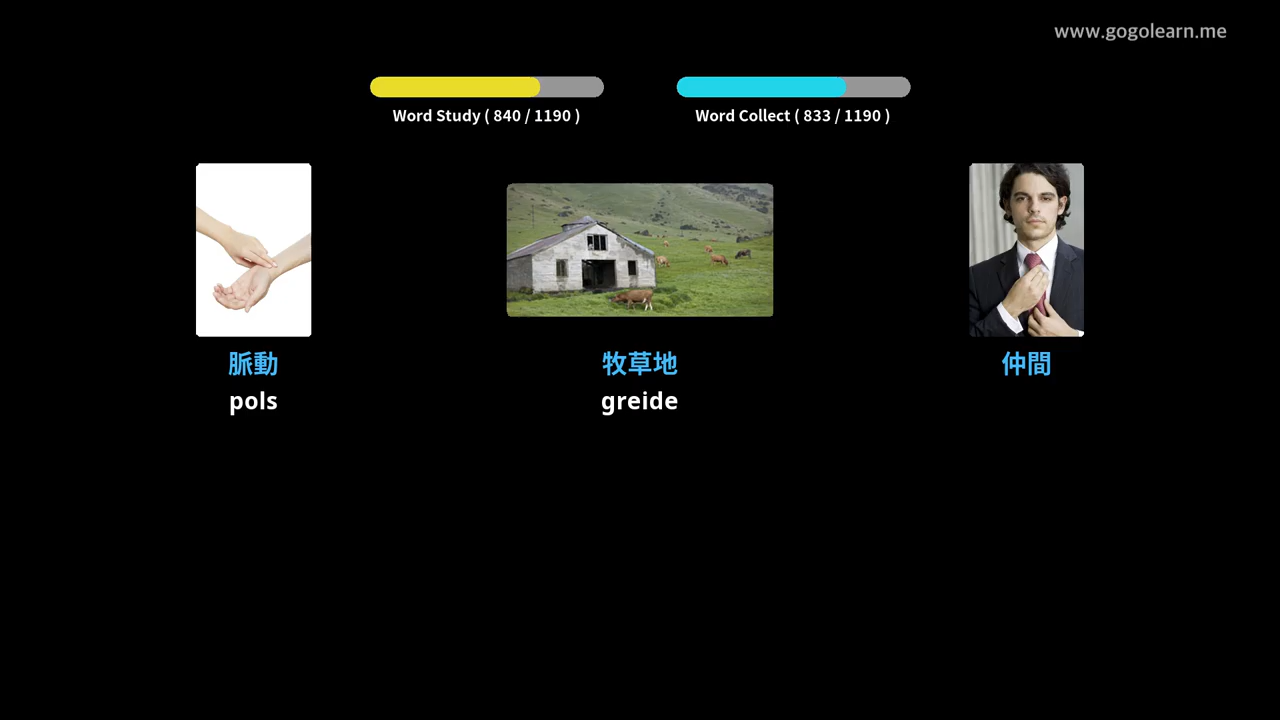 www.gogolearn.me
Word Study ( 840 / 1190 )
Word Collect ( 833 / 1190 )
脈動
牧草地
仲間
pols
greide